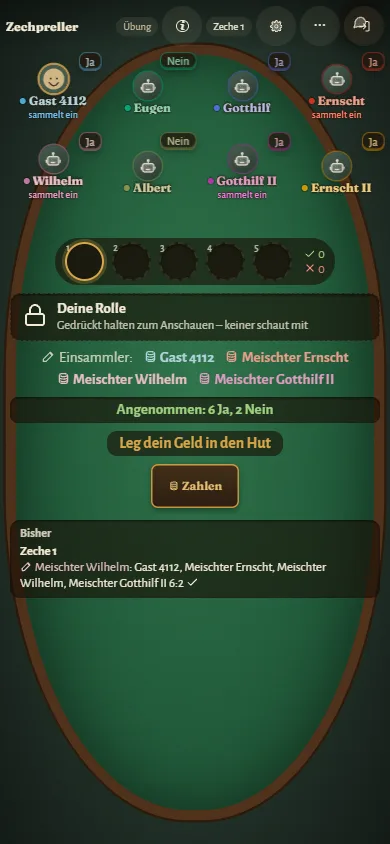 Zechpreller Übung Zeche 1
Ja Nein Ja Ja
Gast 4112 Eugen Gotthilf Ernscht
sammelt ein sammelt ein
Ja Nein Ja Ja
Wilhelm Albert Gotthilf II Ernscht II
sammelt ein sammelt ein
1 2 3 4 5 0
0
Deine Rolle
Gedrückt halten zum Anschauen – keiner schaut mit
Einsammler: Gast 4112 Meischter Ernscht
Meischter Wilhelm Meischter Gotthilf II
Angenommen: 6 Ja, 2 Nein
Leg dein Geld in den Hut
Zahlen
Bisher
Zeche 1
Meischter Wilhelm: Gast 4112, Meischter Ernscht, Meischter
Wilhelm, Meischter Gotthilf II 6:2